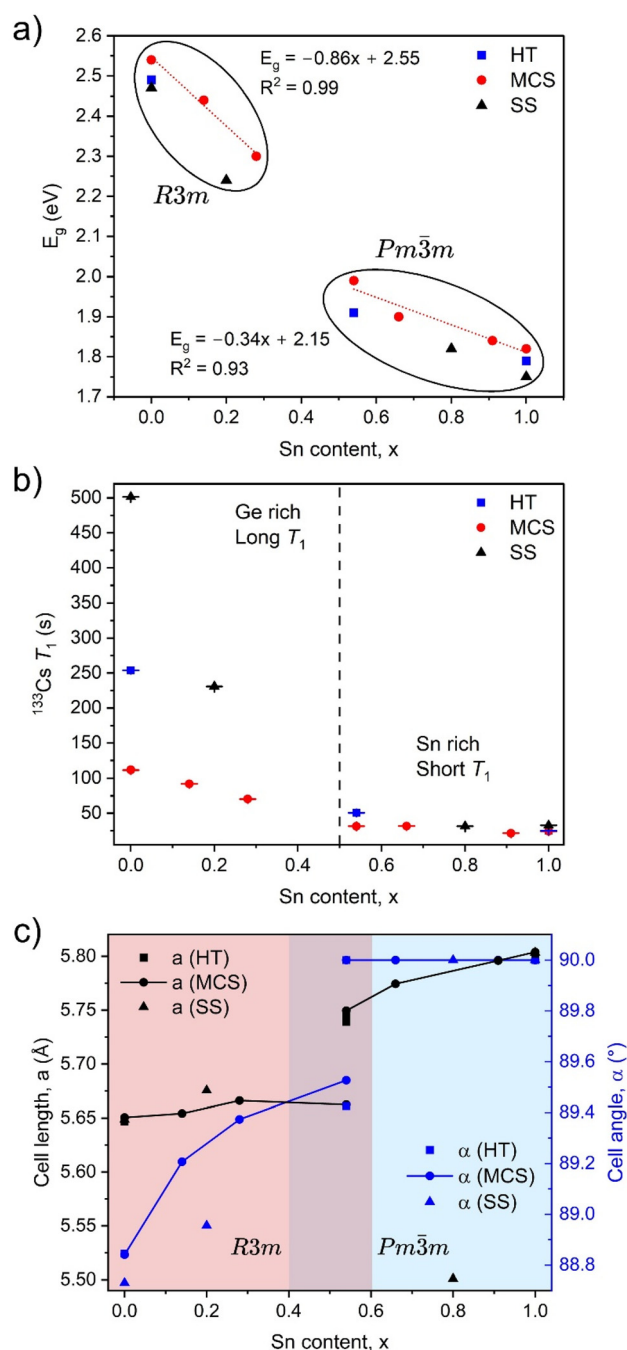 a)
2.6
2.5
2.4
2.3
2.2
2.1
2.0
1.9
1.8
1.7
E_g (eV)
E_g = −0.86x + 2.55
R² = 0.99
HT
MCS
SS
R3m
Pm3̄m
E_g = −0.34x + 2.15
R² = 0.93
0.0 0.2 0.4 0.6 0.8 1.0
Sn content, x
b)
500
450
400
350
300
250
200
150
100
50
¹³³Cs T₁ (s)
Ge rich
Long T₁
HT
MCS
SS
Sn rich
Short T₁
0.0 0.2 0.4 0.6 0.8 1.0
Sn content, x
c)
5.80
5.75
5.70
5.65
5.60
5.55
5.50
Cell length, a (Å)
a (HT)
a (MCS)
a (SS)
90.0
89.8
89.6
89.4
89.2
89.0
88.8
Cell angle, α (°)
α (HT)
α (MCS)
α (SS)
R3m
Pm3̄m
0.0 0.2 0.4 0.6 0.8 1.0
Sn content, x